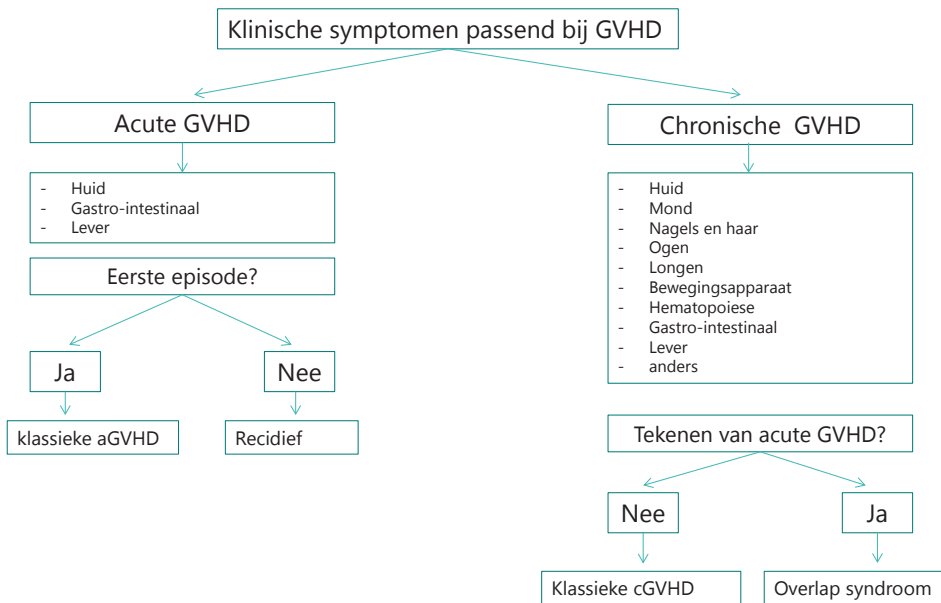 Klinische symptomen passend bij GVHD
Acute GVHD
- Huid
- Gastro-intestinaal
- Lever
Eerste episode?
Ja
Nee
klassieke aGVHD
Recidief
Chronische GVHD
- Huid
- Mond
- Nagels en haar
- Ogen
- Longen
- Bewegingsapparaat
- Hematopoiese
- Gastro-intestinaal
- Lever
- anders
Tekenen van acute GVHD?
Nee
Ja
Klassieke cGVHD
Overlap syndroom